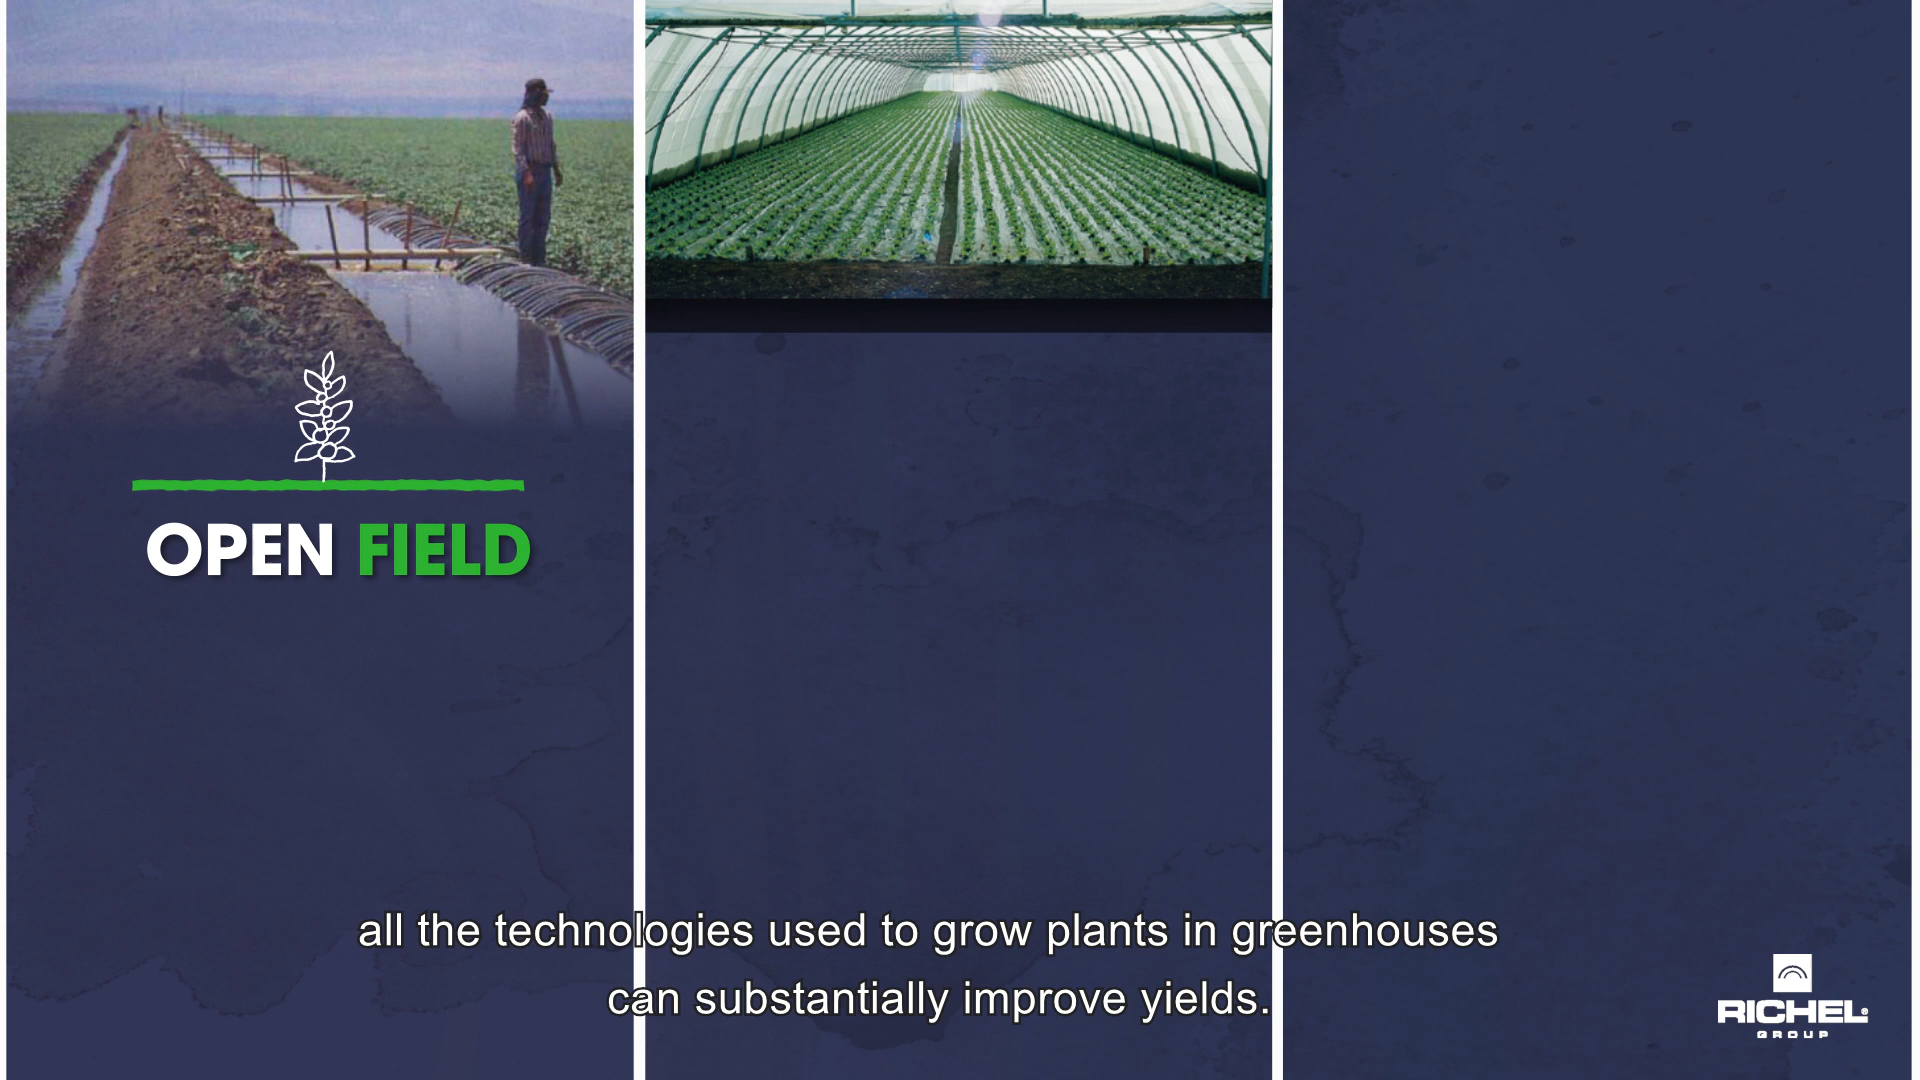 OPEN FIELD
all the technologies used to grow plants in greenhouses
can substantially improve yields.
RICHEL®
GROUP